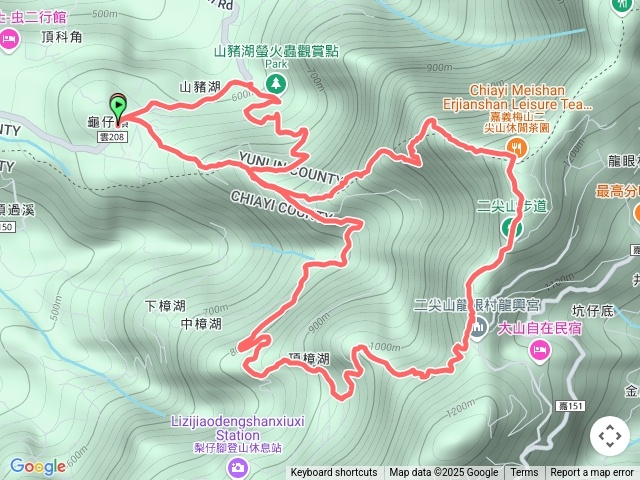 虫二行館
頂科角
山豬湖螢火蟲觀賞點
Park
山豬湖
600m
龜仔頭
雲208
Chiayi Meishan
Erjianshan Leisure Tea...
嘉義梅山二
尖山休閒茶園
YUNLIN COUNTY
CHIAYI COUNTY
龍眼
最高分
頂過溪
150
二尖山步道
500m
500m
下樟湖
中樟湖
900m
二尖山龍眼村龍興宮
坑仔底
大山自在民宿
頂樟湖
1000m
1200m
嘉151
Lizijiaodengshanxiuxi
Station
梨仔腳登山休息站
Google
Keyboard shortcuts
Map data ©2025 Google
Terms
Report a map error